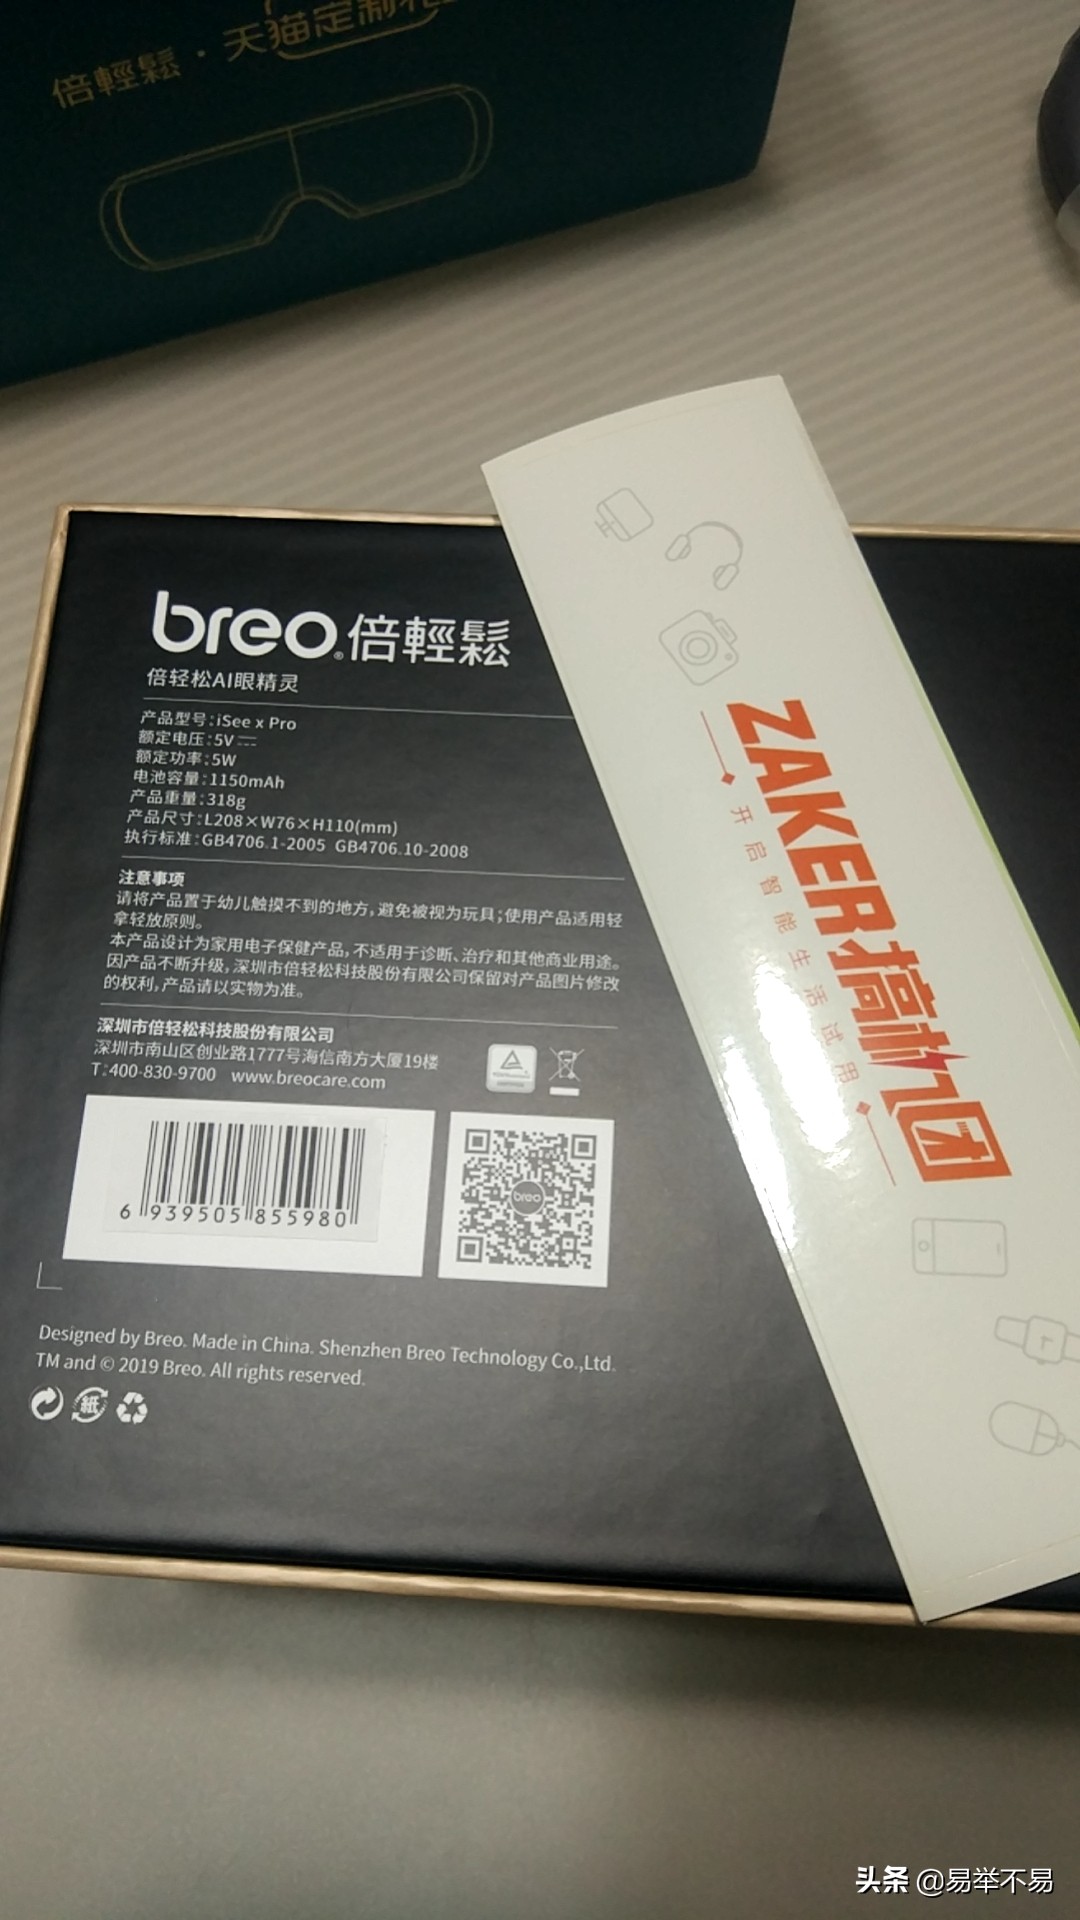 倍輕鬆·天猫定制礼
breo®倍輕鬆
倍轻松AI眼精灵
产品型号:iSee x Pro
额定电压:5V⎓
额定功率:5W
电池容量:1150mAh
产品重量:318g
产品尺寸:L208×W76×H110(mm)
执行标准:GB4706.1-2005 GB4706.10-2008
注意事项
请将产品置于幼儿触摸不到的地方,避免被视为玩具;使用产品适用轻
拿轻放原则。
本产品设计为家用电子保健产品,不适用于诊断、治疗和其他商业用途。
因产品不断升级,深圳市倍轻松科技股份有限公司保留对产品图片修改
的权利,产品请以实物为准。
深圳市倍轻松科技股份有限公司
深圳市南山区创业路1777号海信南方大厦19楼
T:400-830-9700 www.breocare.com
6 939505 855980
breo
Designed by Breo. Made in China. Shenzhen Breo Technology Co.,Ltd.
TM and © 2019 Breo. All rights reserved.
紙
ZAKER搞机团
开启智能生活试用
头条 @易举不易